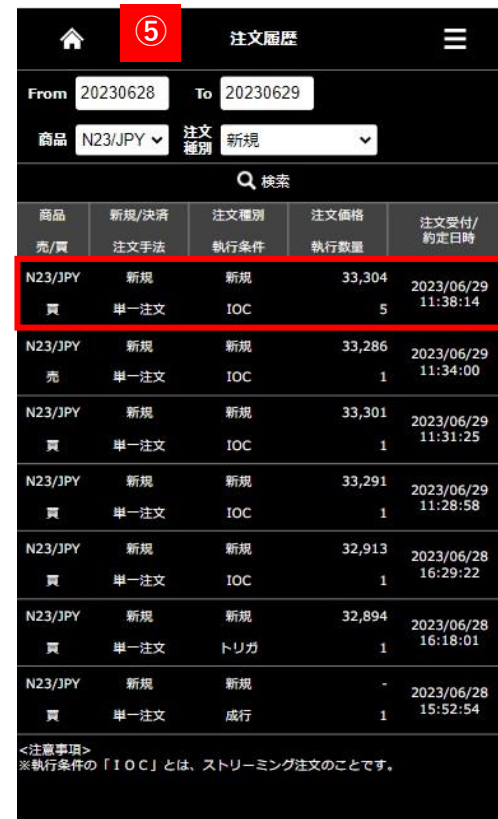 ⑤ 注文履歴
From 20230628 To 20230629
商品 N23/JPY 注文種別 新規
検索
商品 新規/決済 注文種別 注文価格 注文受付/約定日時
売/買 注文手法 執行条件 執行数量
N23/JPY 新規 新規 33,304 2023/06/29
買 単一注文 IOC 5 11:38:14
N23/JPY 新規 新規 33,286 2023/06/29
売 単一注文 IOC 1 11:34:00
N23/JPY 新規 新規 33,301 2023/06/29
買 単一注文 IOC 1 11:31:25
N23/JPY 新規 新規 33,291 2023/06/29
買 単一注文 IOC 1 11:28:58
N23/JPY 新規 新規 32,913 2023/06/28
買 単一注文 IOC 1 16:29:22
N23/JPY 新規 新規 32,894 2023/06/28
買 単一注文 トリガ 1 16:18:01
N23/JPY 新規 新規 - 2023/06/28
買 単一注文 成行 1 15:52:54
<注意事項>
※執行条件の「ＩＯＣ」とは、ストリーミング注文のことです。